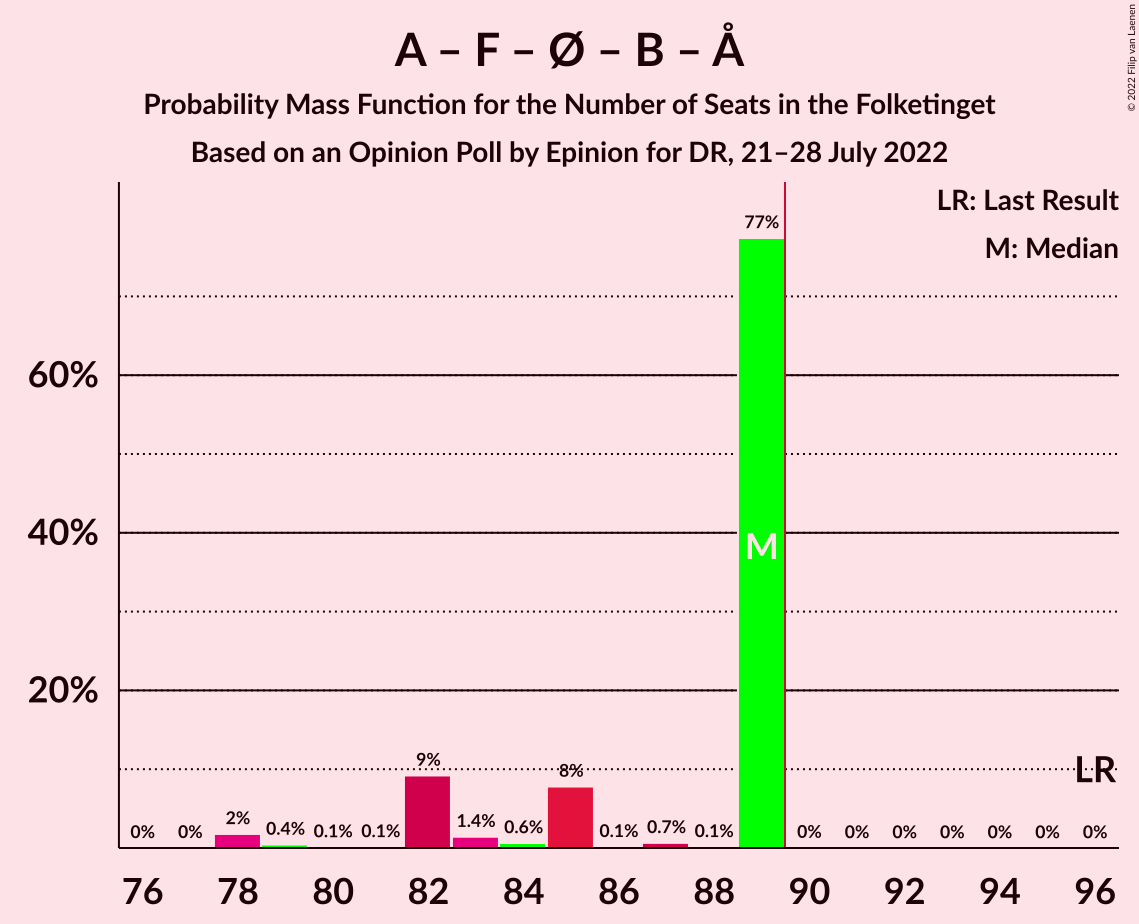 A – F – Ø – B – Å
Probability Mass Function for the Number of Seats in the Folketinget
Based on an Opinion Poll by Epinion for DR, 21–28 July 2022
© 2022 Filip van Laenen
LR: Last Result
M: Median
77%
60%
40%
M
20%
LR
9%
8%
0% 0% 2% 0.4% 0.1% 0.1% 1.4% 0.6% 0.1% 0.7% 0.1% 0% 0% 0% 0% 0% 0% 0%
76 78 80 82 84 86 88 90 92 94 96